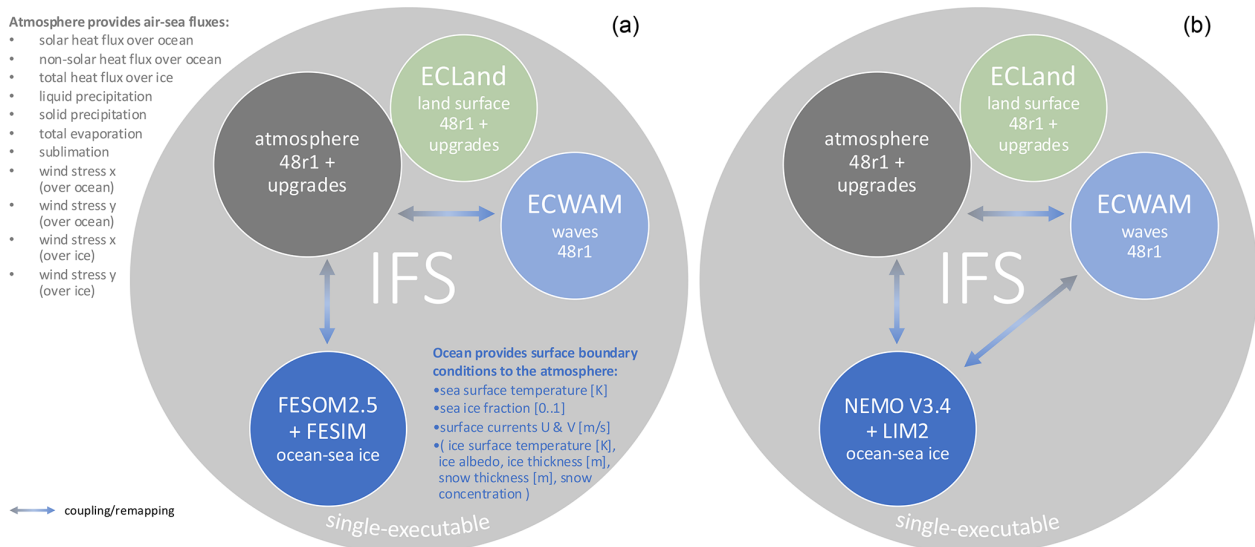 Atmosphere provides air-sea fluxes:
• solar heat flux over ocean
• non-solar heat flux over ocean
• total heat flux over ice
• liquid precipitation
• solid precipitation
• total evaporation
• sublimation
• wind stress x
(over ocean)
• wind stress y
(over ocean)
• wind stress x
(over ice)
• wind stress y
(over ice)
(a)
ECLand
land surface
48r1 +
upgrades
atmosphere
48r1 +
upgrades
ECWAM
waves
48r1
IFS
FESOM2.5
+ FESIM
ocean-sea ice
Ocean provides surface boundary
conditions to the atmosphere:
•sea surface temperature [K]
•sea ice fraction [0..1]
•surface currents U & V [m/s]
•( ice surface temperature [K],
ice albedo, ice thickness [m],
snow thickness [m], snow
concentration )
single-executable
coupling/remapping
(b)
ECLand
land surface
48r1 +
upgrades
atmosphere
48r1 +
upgrades
ECWAM
waves
48r1
IFS
NEMO V3.4
+ LIM2
ocean-sea ice
single-executable